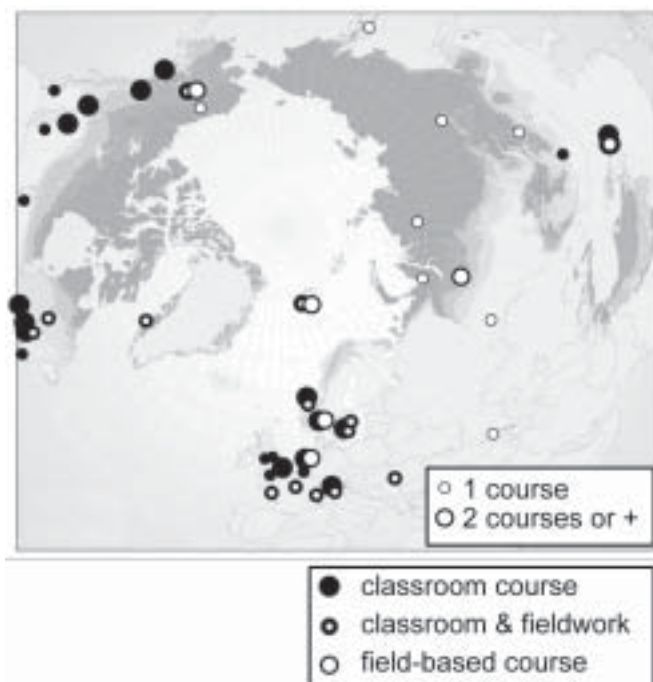 1 course
2 courses or +
classroom course
classroom & fieldwork
field-based course